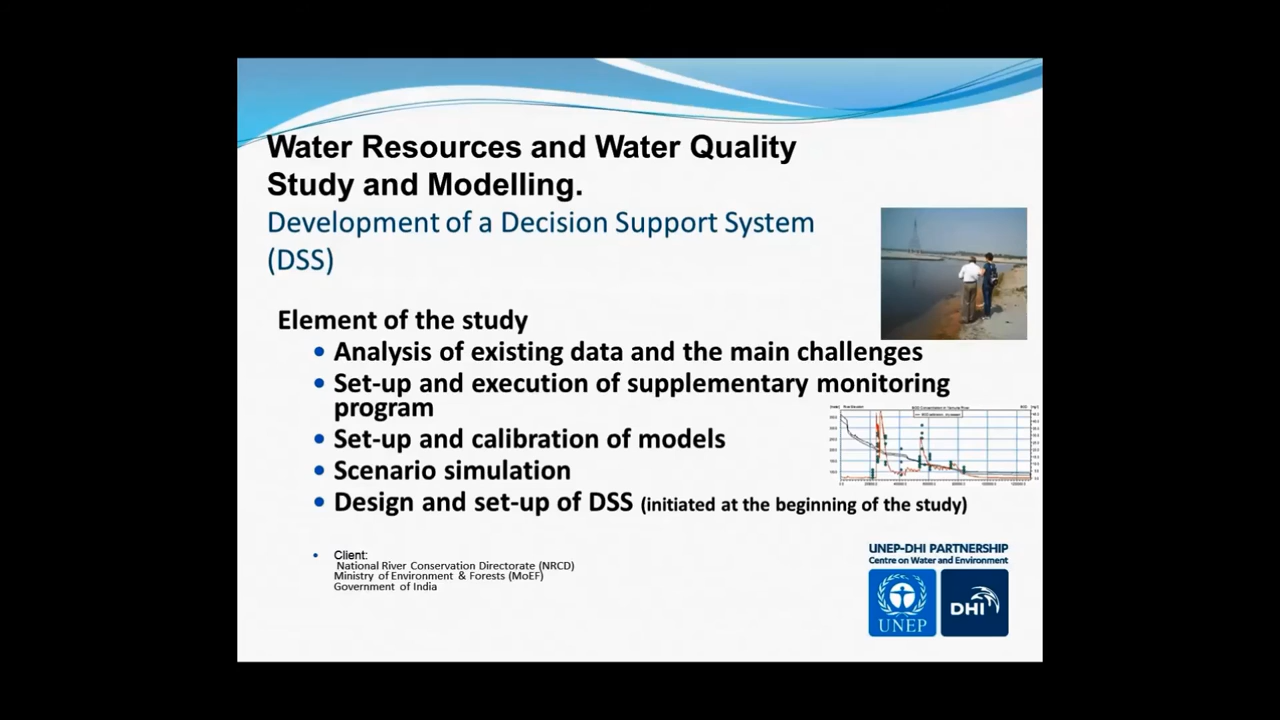 Water Resources and Water Quality
Study and Modelling.
Development of a Decision Support System
(DSS)
Element of the study
• Analysis of existing data and the main challenges
• Set-up and execution of supplementary monitoring
program
• Set-up and calibration of models
• Scenario simulation
• Design and set-up of DSS (initiated at the beginning of the study)
• Client:
National River Conservation Directorate (NRCD)
Ministry of Environment & Forests (MoEF)
Government of India
UNEP-DHI PARTNERSHIP
Centre on Water and Environment
UNEP
DHI